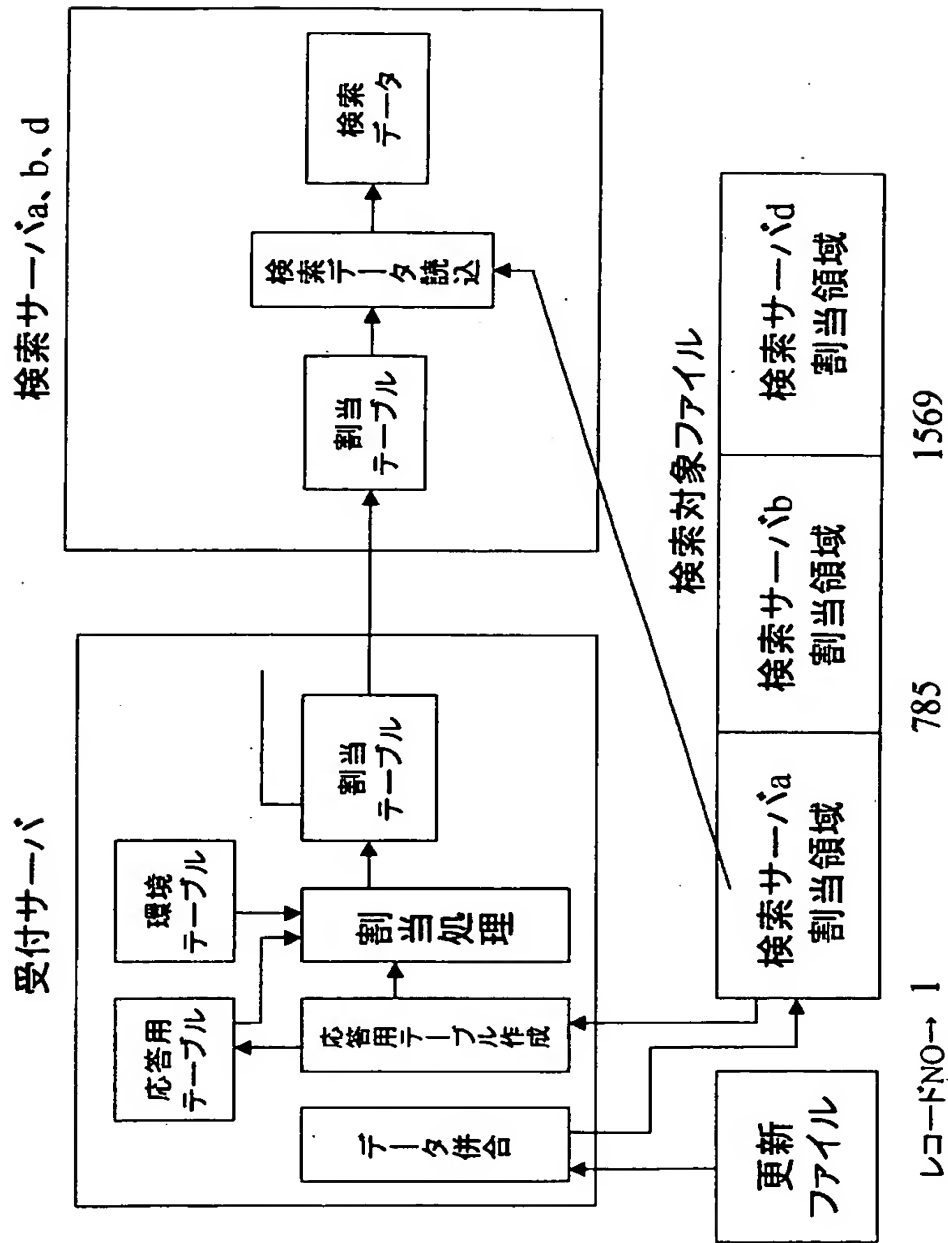 受付サーバ
検索サーバa、b、d
応答用
テーブル
環境
テーブル
データ併合
応答用テーブル作成
割当処理
割当
テーブル
割当
テーブル
検索データ読込
検索
データ
更新
ファイル
検索対象ファイル
検索サーバa
割当領域
検索サーバb
割当領域
検索サーバd
割当領域
レコードNO→ 1
785
1569